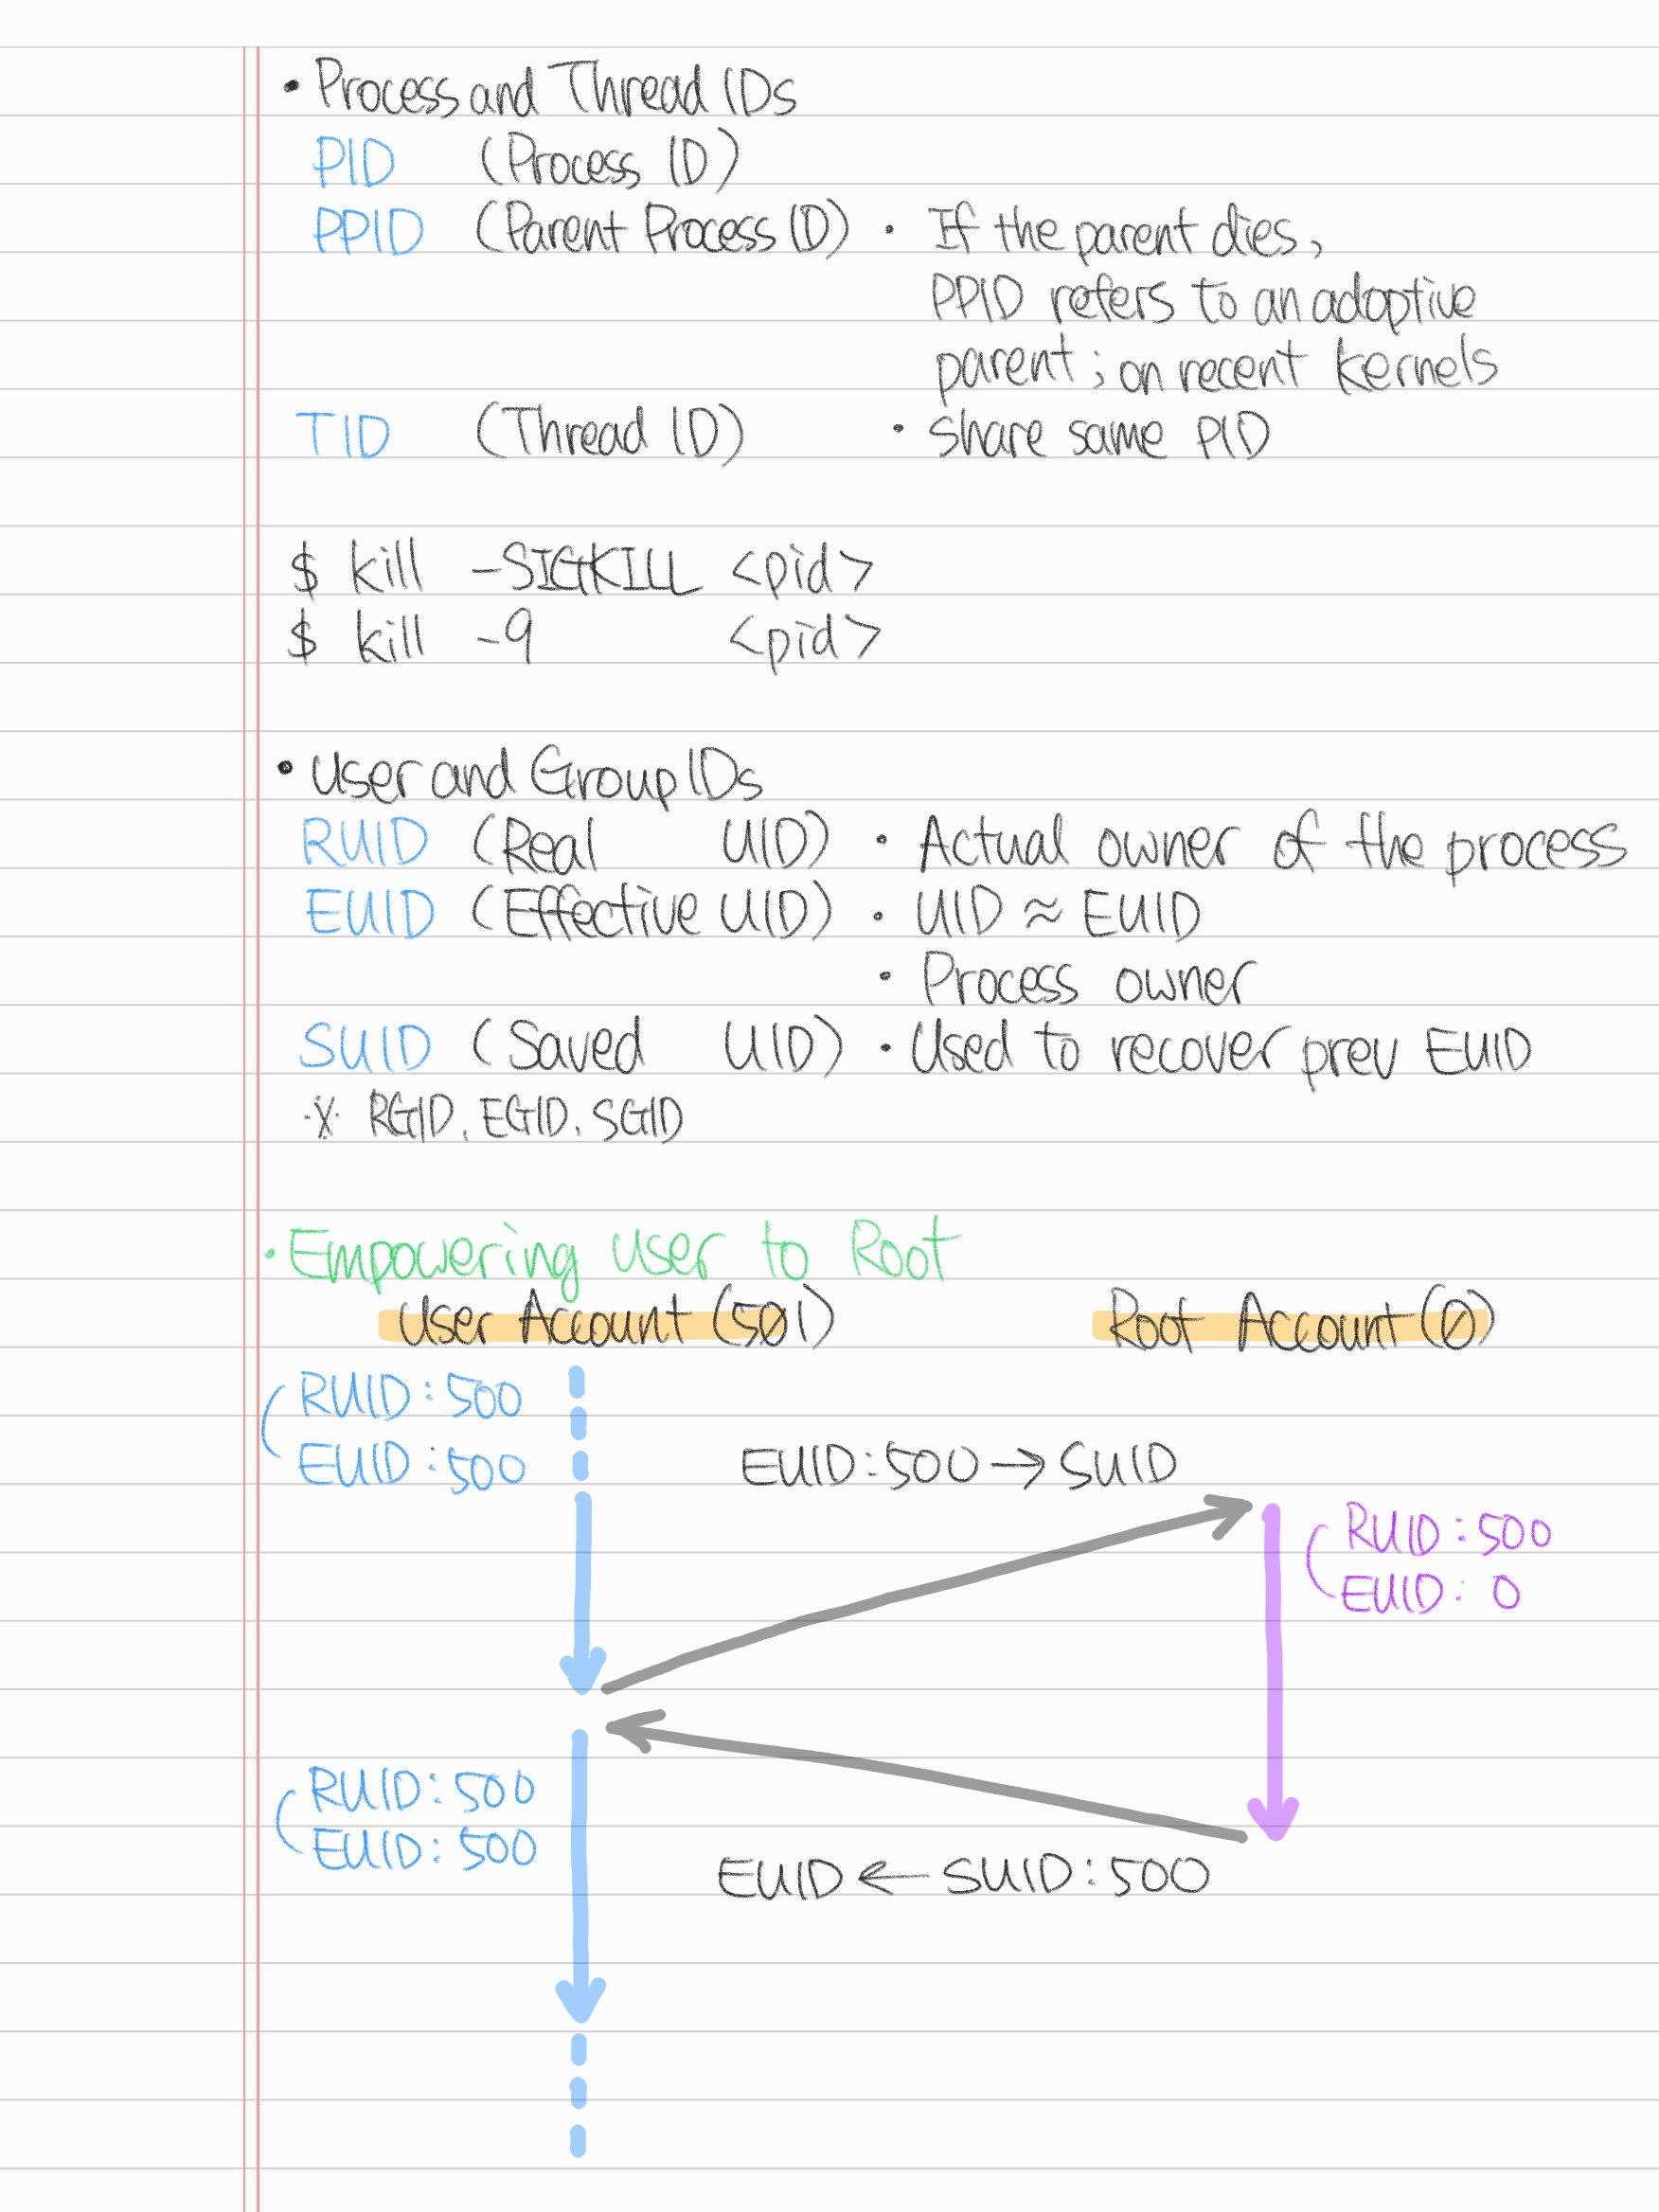 • Process and Thread IDs
PID (Process ID)
PPID (Parent Process ID) • If the parent dies,
PPID refers to an adoptive
parent; on recent kernels
TID (Thread ID) • share same PID
$ kill -SIGKILL <pid>
$ kill -9 <pid>
• User and Group IDs
RUID (Real UID) • Actual owner of the process
EUID (Effective UID) • UID ≈ EUID
• Process owner
SUID (Saved UID) • Used to recover prev EUID
※ RGID, EGID, SGID
• Empowering User to Root
User Account (501) Root Account (0)
RUID: 500
EUID: 500 EUID: 500 → SUID
RUID: 500
EUID: 0
RUID: 500
EUID: 500
EUID ← SUID: 500